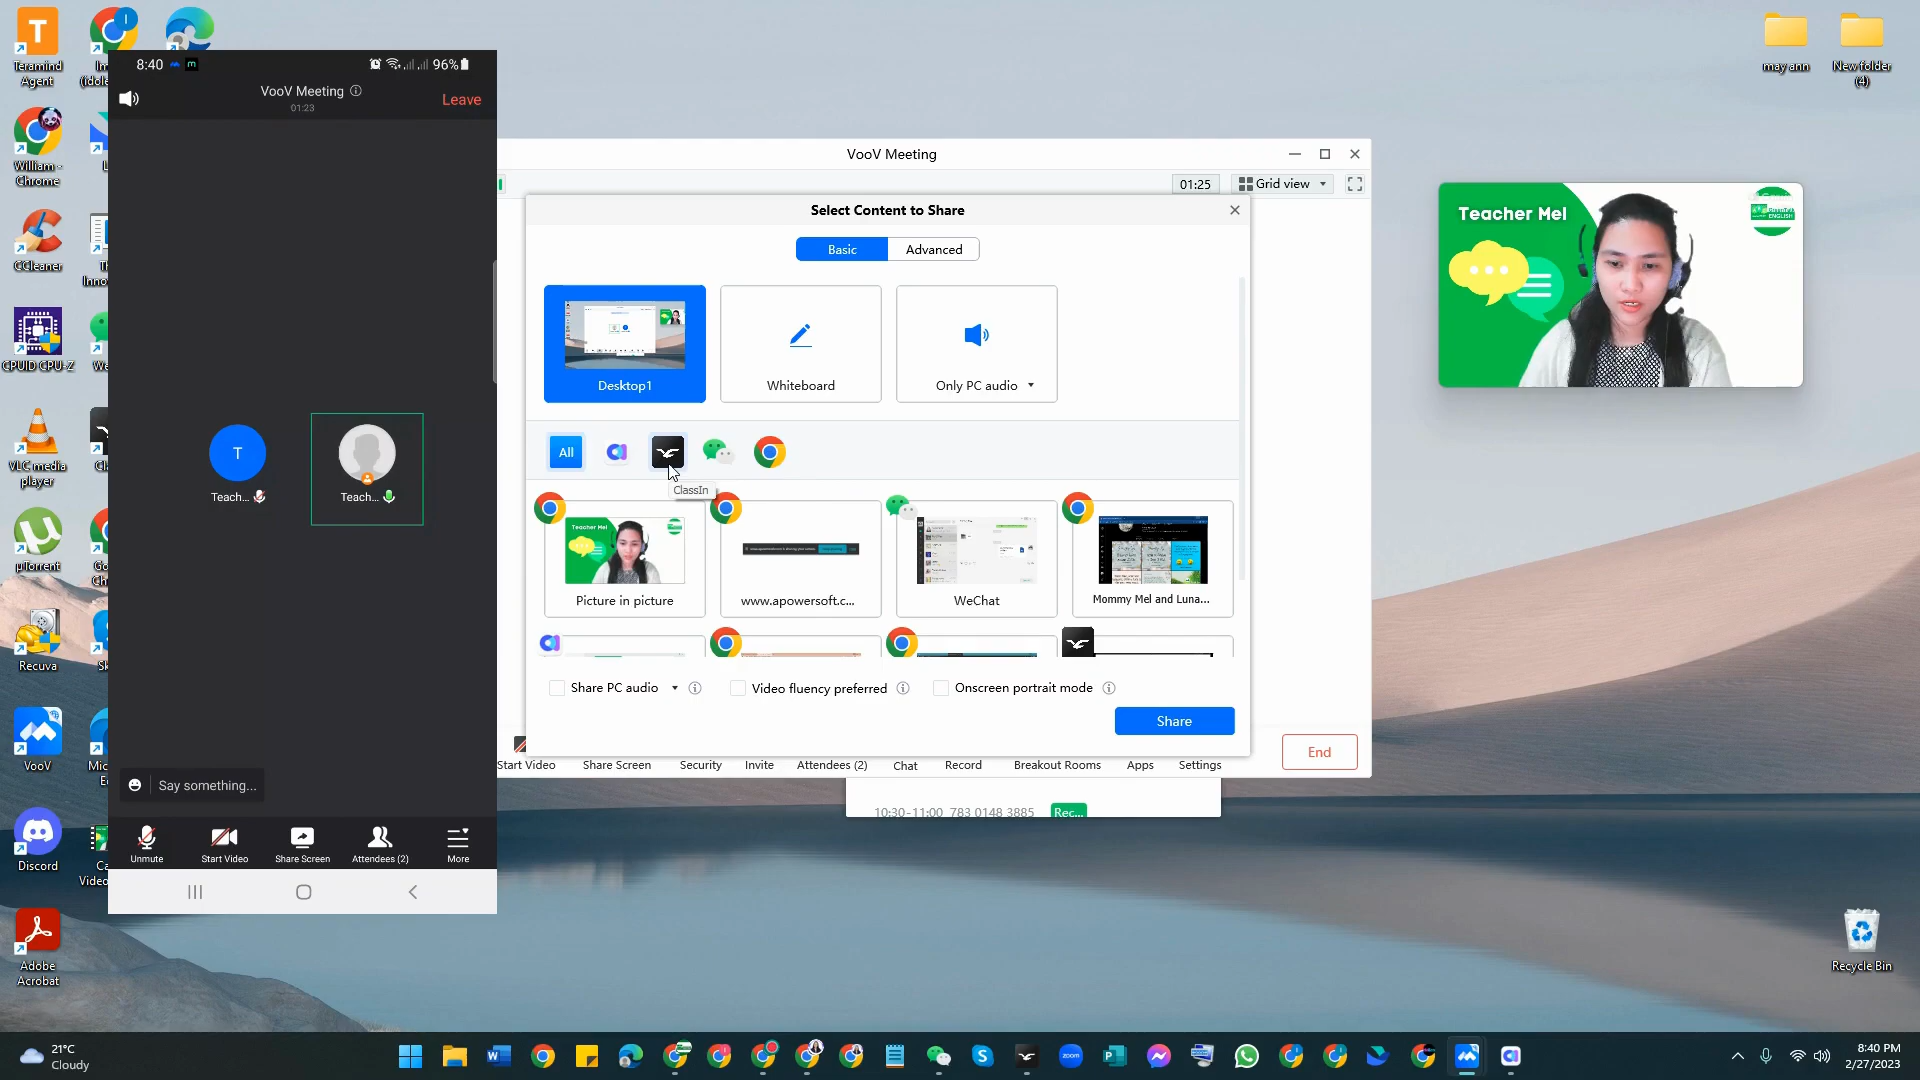 Teramind
Agent
William -
Chrome
CCleaner
CPUID CPU-Z
VLC media
player
µTorrent
Recuva
VooV
Discord
Adobe
Acrobat
8:40
96%
VooV Meeting
01:23
Leave
T
Teach...
Teach...
Say something...
Unmute
Start Video
Share Screen
Attendees (2)
More
VooV Meeting
01:25
Grid view
Select Content to Share
Basic
Advanced
Desktop1
Whiteboard
Only PC audio
All
ClassIn
Picture in picture
www.apowersoft.c...
WeChat
Mommy Mel and Luna...
Share PC audio
Video fluency preferred
Onscreen portrait mode
Share
Start Video
Share Screen
Security
Invite
Attendees (2)
Chat
Record
Breakout Rooms
Apps
Settings
End
10:30-11:00 783 0148 3885
Rec...
Teacher Mel
ENGLISH
may ann
New folder
(4)
Recycle Bin
21°C
Cloudy
zoom
8:40 PM
2/27/2023